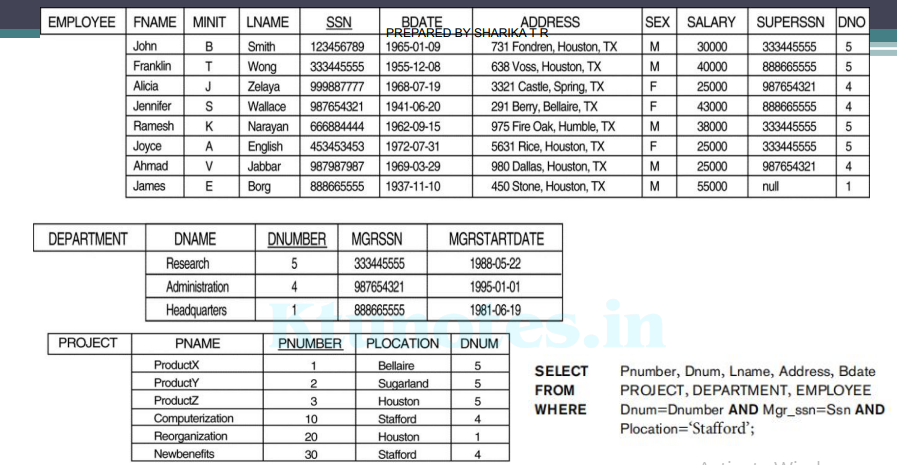 EMPLOYEE FNAME MINIT LNAME SSN BDATE ADDRESS SEX SALARY SUPERSSN DNO
PREPARED BY SHARIKA T R
John B Smith 123456789 1965-01-09 731 Fondren, Houston, TX M 30000 333445555 5
Franklin T Wong 333445555 1955-12-08 638 Voss, Houston, TX M 40000 888665555 5
Alicia J Zelaya 999887777 1968-07-19 3321 Castle, Spring, TX F 25000 987654321 4
Jennifer S Wallace 987654321 1941-06-20 291 Berry, Bellaire, TX F 43000 888665555 4
Ramesh K Narayan 666884444 1962-09-15 975 Fire Oak, Humble, TX M 38000 333445555 5
Joyce A English 453453453 1972-07-31 5631 Rice, Houston, TX F 25000 333445555 5
Ahmad V Jabbar 987987987 1969-03-29 980 Dallas, Houston, TX M 25000 987654321 4
James E Borg 888665555 1937-11-10 450 Stone, Houston, TX M 55000 null 1
DEPARTMENT DNAME DNUMBER MGRSSN MGRSTARTDATE
Research 5 333445555 1988-05-22
Administration 4 987654321 1995-01-01
Headquarters 1 888665555 1981-06-19
Ktunotes.in
PROJECT PNAME PNUMBER PLOCATION DNUM
ProductX 1 Bellaire 5
ProductY 2 Sugarland 5
ProductZ 3 Houston 5
Computerization 10 Stafford 4
Reorganization 20 Houston 1
Newbenefits 30 Stafford 4
SELECT Pnumber, Dnum, Lname, Address, Bdate
FROM PROJECT, DEPARTMENT, EMPLOYEE
WHERE Dnum=Dnumber AND Mgr_ssn=Ssn AND
Plocation=‘Stafford’;